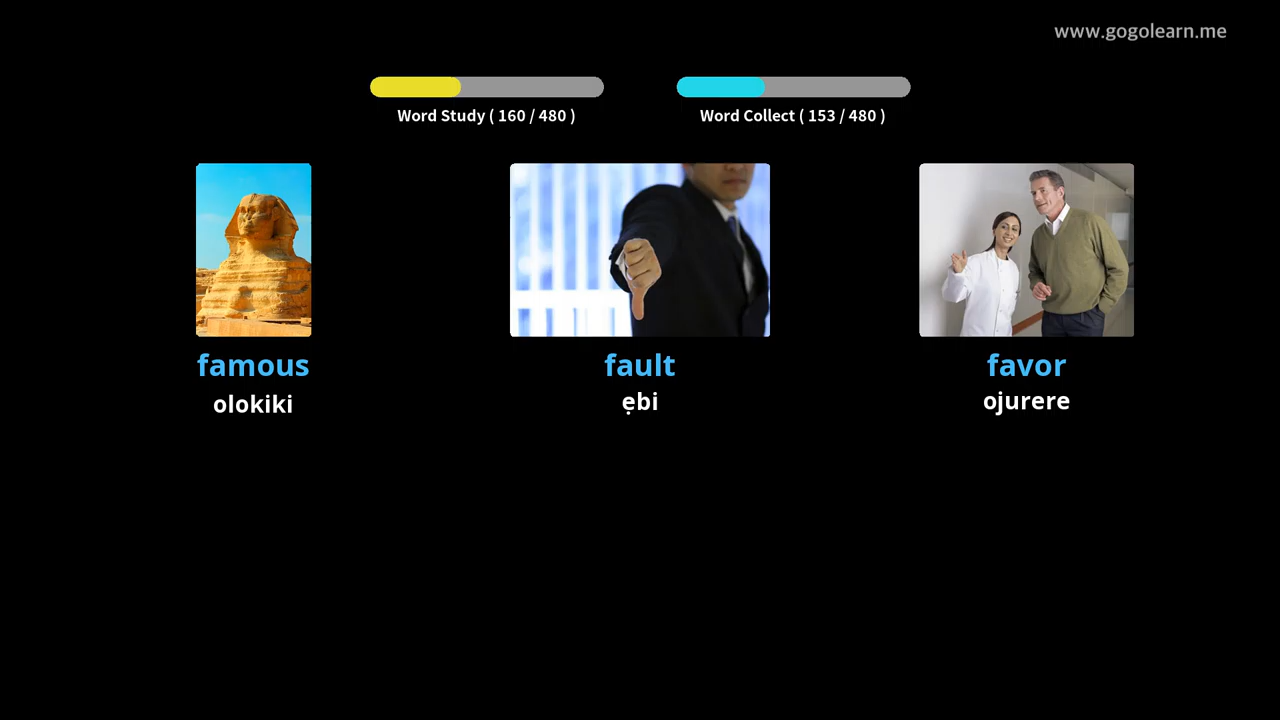 www.gogolearn.me
Word Study ( 160 / 480 )
Word Collect ( 153 / 480 )
famous
olokiki
fault
ẹbi
favor
ojurere